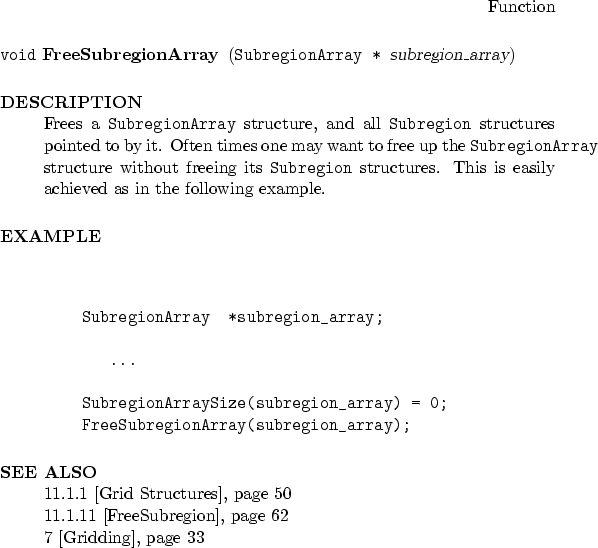 Function
void FreeSubregionArray (SubregionArray * subregion_array)
DESCRIPTION
Frees a SubregionArray structure, and all Subregion structures
pointed to by it. Often times one may want to free up the SubregionArray
structure without freeing its Subregion structures. This is easily
achieved as in the following example.
EXAMPLE
SubregionArray *subregion_array;
...
SubregionArraySize(subregion_array) = 0;
FreeSubregionArray(subregion_array);
SEE ALSO
11.1.1 [Grid Structures], page 50
11.1.11 [FreeSubregion], page 62
7 [Gridding], page 33